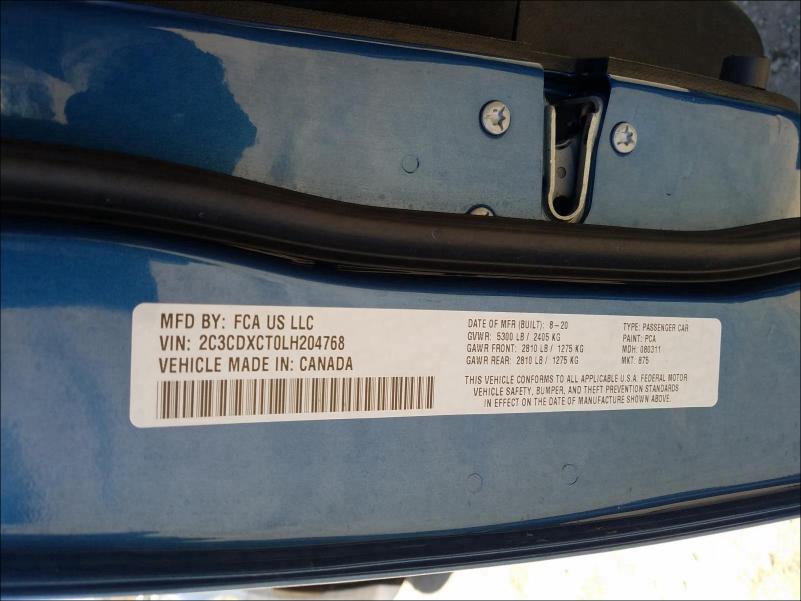 MFD BY: FCA US LLC
VIN: 2C3CDXCT0LH204768
VEHICLE MADE IN: CANADA
DATE OF MFR (BUILT): 8-20
GVWR: 5300 LB / 2405 KG
GAWR FRONT: 2810 LB / 1275 KG
GAWR REAR: 2810 LB / 1275 KG
TYPE: PASSENGER CAR
PAINT: PCA
MDH: 080311
MKT: 875
THIS VEHICLE CONFORMS TO ALL APPLICABLE U.S.A. FEDERAL MOTOR
VEHICLE SAFETY, BUMPER, AND THEFT PREVENTION STANDARDS
IN EFFECT ON THE DATE OF MANUFACTURE SHOWN ABOVE.